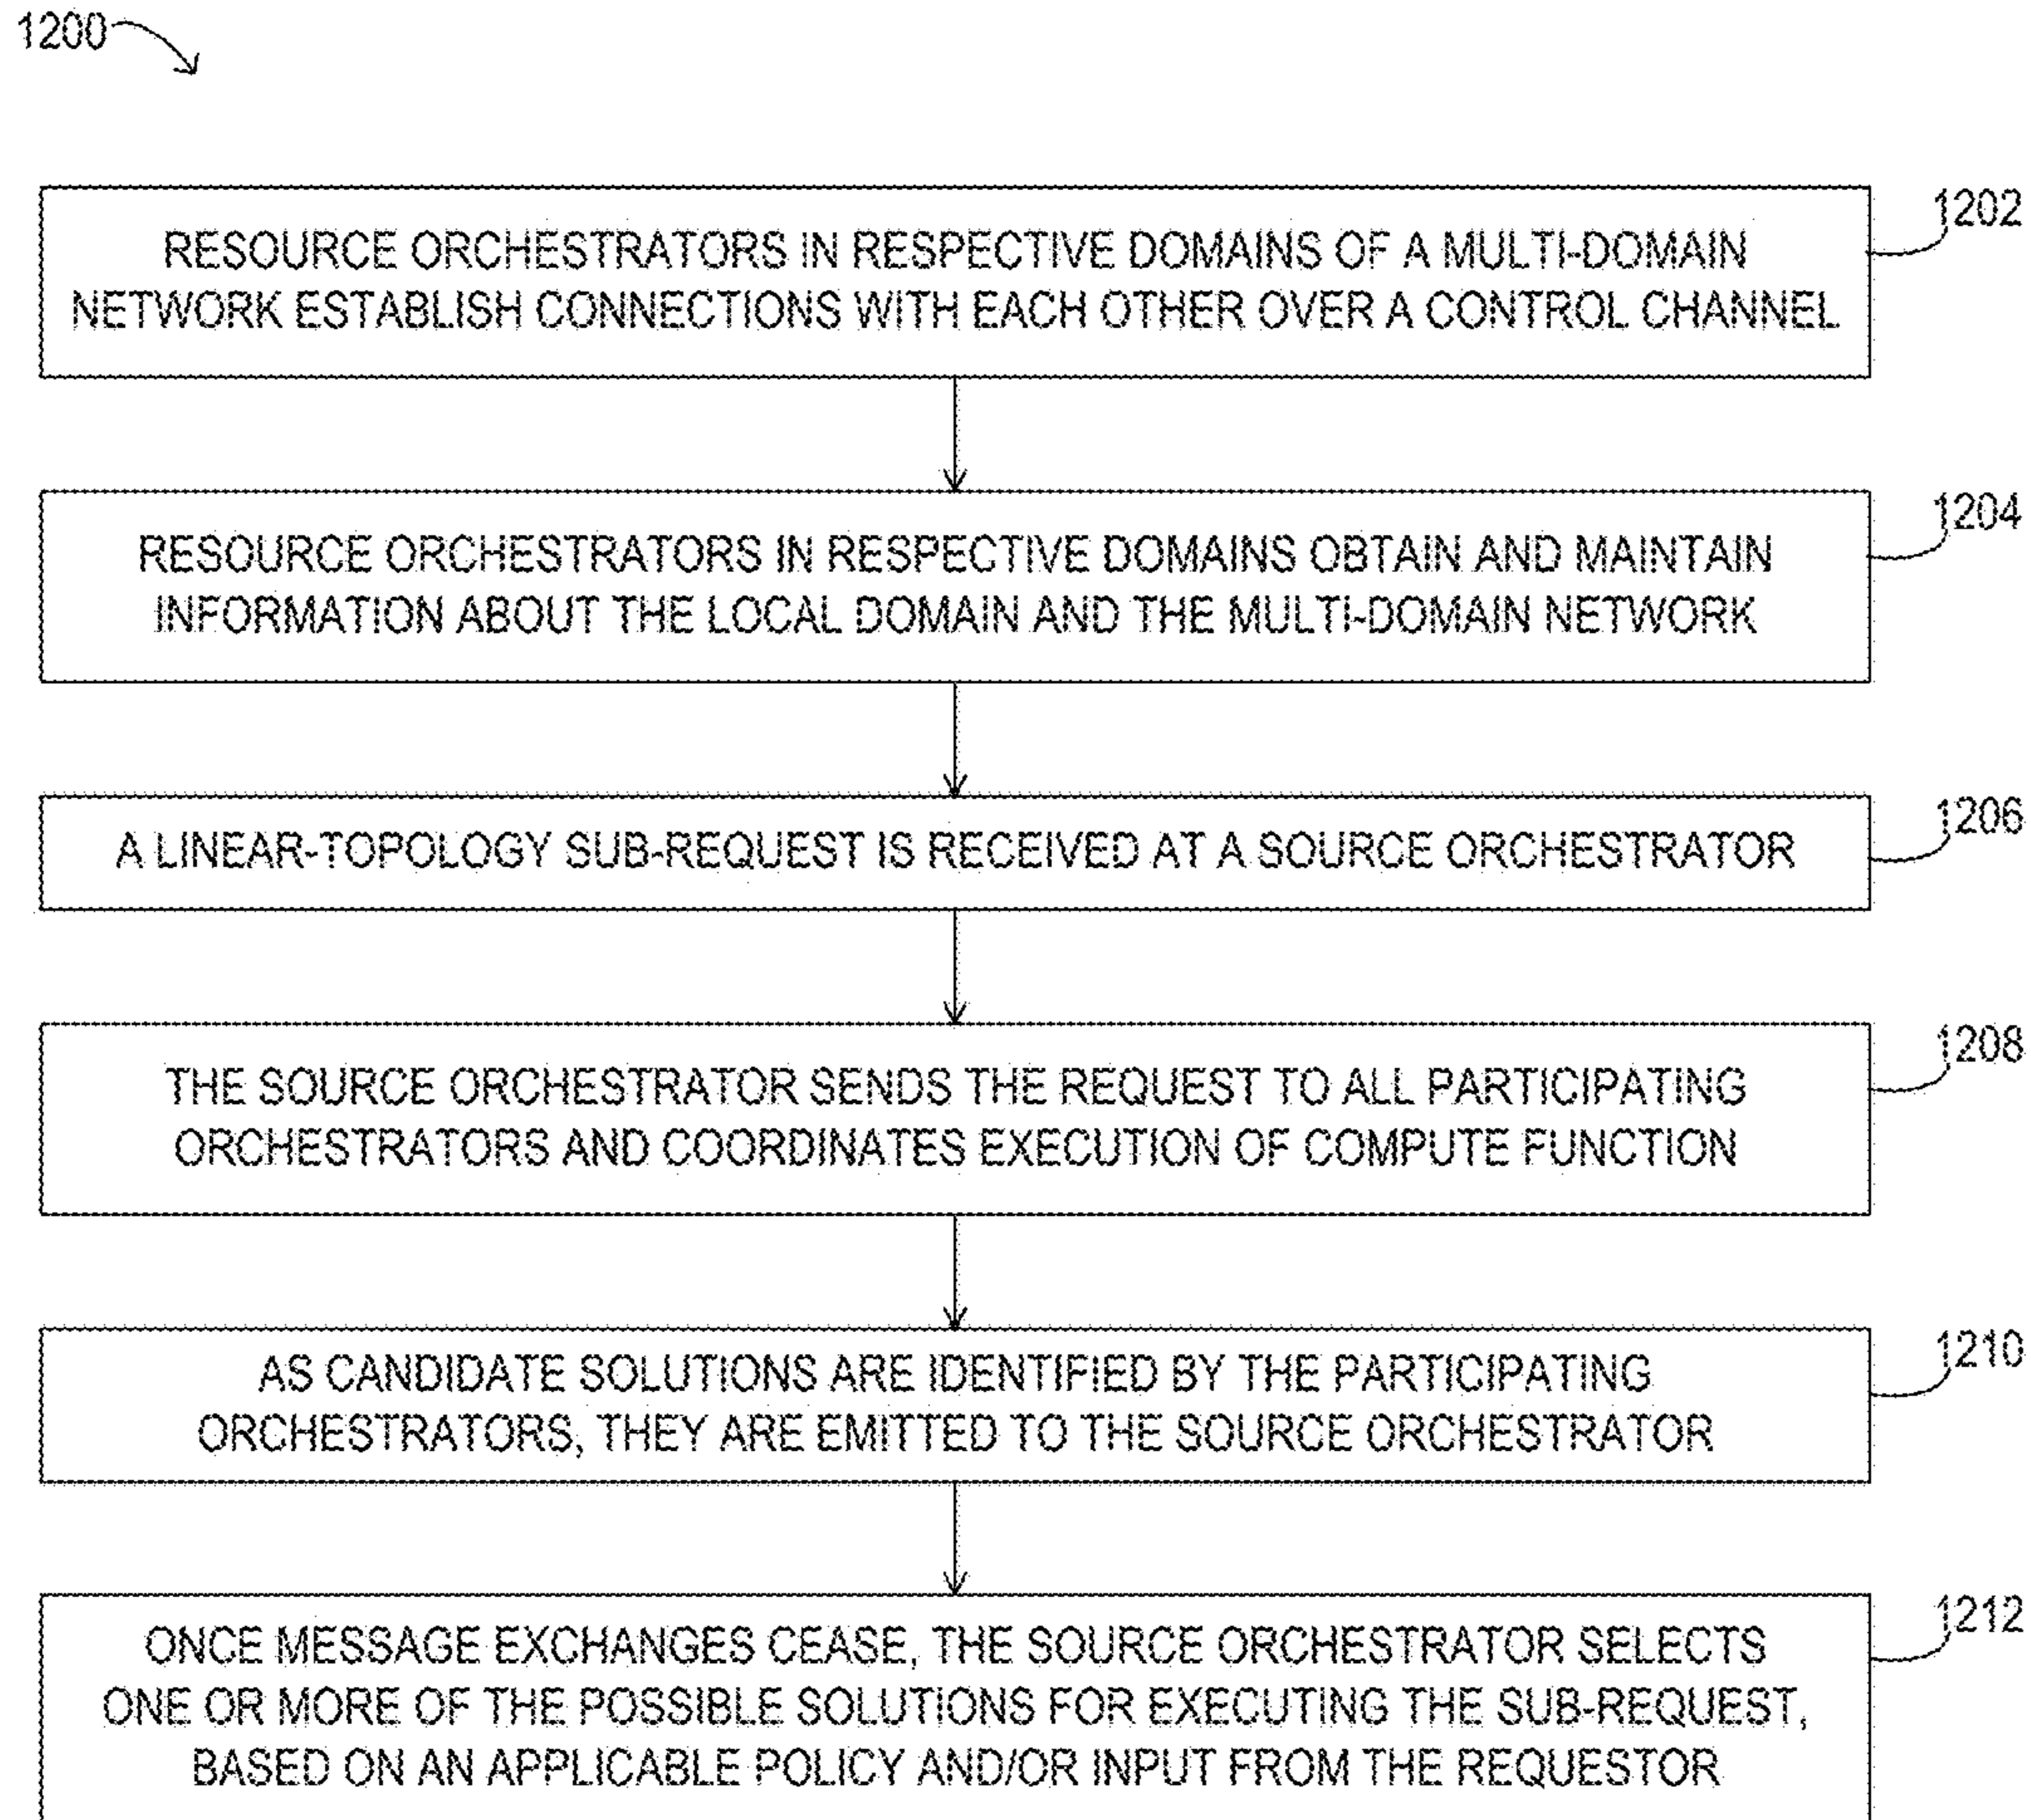 1200
1202
RESOURCE ORCHESTRATORS IN RESPECTIVE DOMAINS OF A MULTI-DOMAIN
NETWORK ESTABLISH CONNECTIONS WITH EACH OTHER OVER A CONTROL CHANNEL
1204
RESOURCE ORCHESTRATORS IN RESPECTIVE DOMAINS OBTAIN AND MAINTAIN
INFORMATION ABOUT THE LOCAL DOMAIN AND THE MULTI-DOMAIN NETWORK
1206
A LINEAR-TOPOLOGY SUB-REQUEST IS RECEIVED AT A SOURCE ORCHESTRATOR
1208
THE SOURCE ORCHESTRATOR SENDS THE REQUEST TO ALL PARTICIPATING
ORCHESTRATORS AND COORDINATES EXECUTION OF COMPUTE FUNCTION
1210
AS CANDIDATE SOLUTIONS ARE IDENTIFIED BY THE PARTICIPATING
ORCHESTRATORS, THEY ARE EMITTED TO THE SOURCE ORCHESTRATOR
1212
ONCE MESSAGE EXCHANGES CEASE, THE SOURCE ORCHESTRATOR SELECTS
ONE OR MORE OF THE POSSIBLE SOLUTIONS FOR EXECUTING THE SUB-REQUEST,
BASED ON AN APPLICABLE POLICY AND/OR INPUT FROM THE REQUESTOR